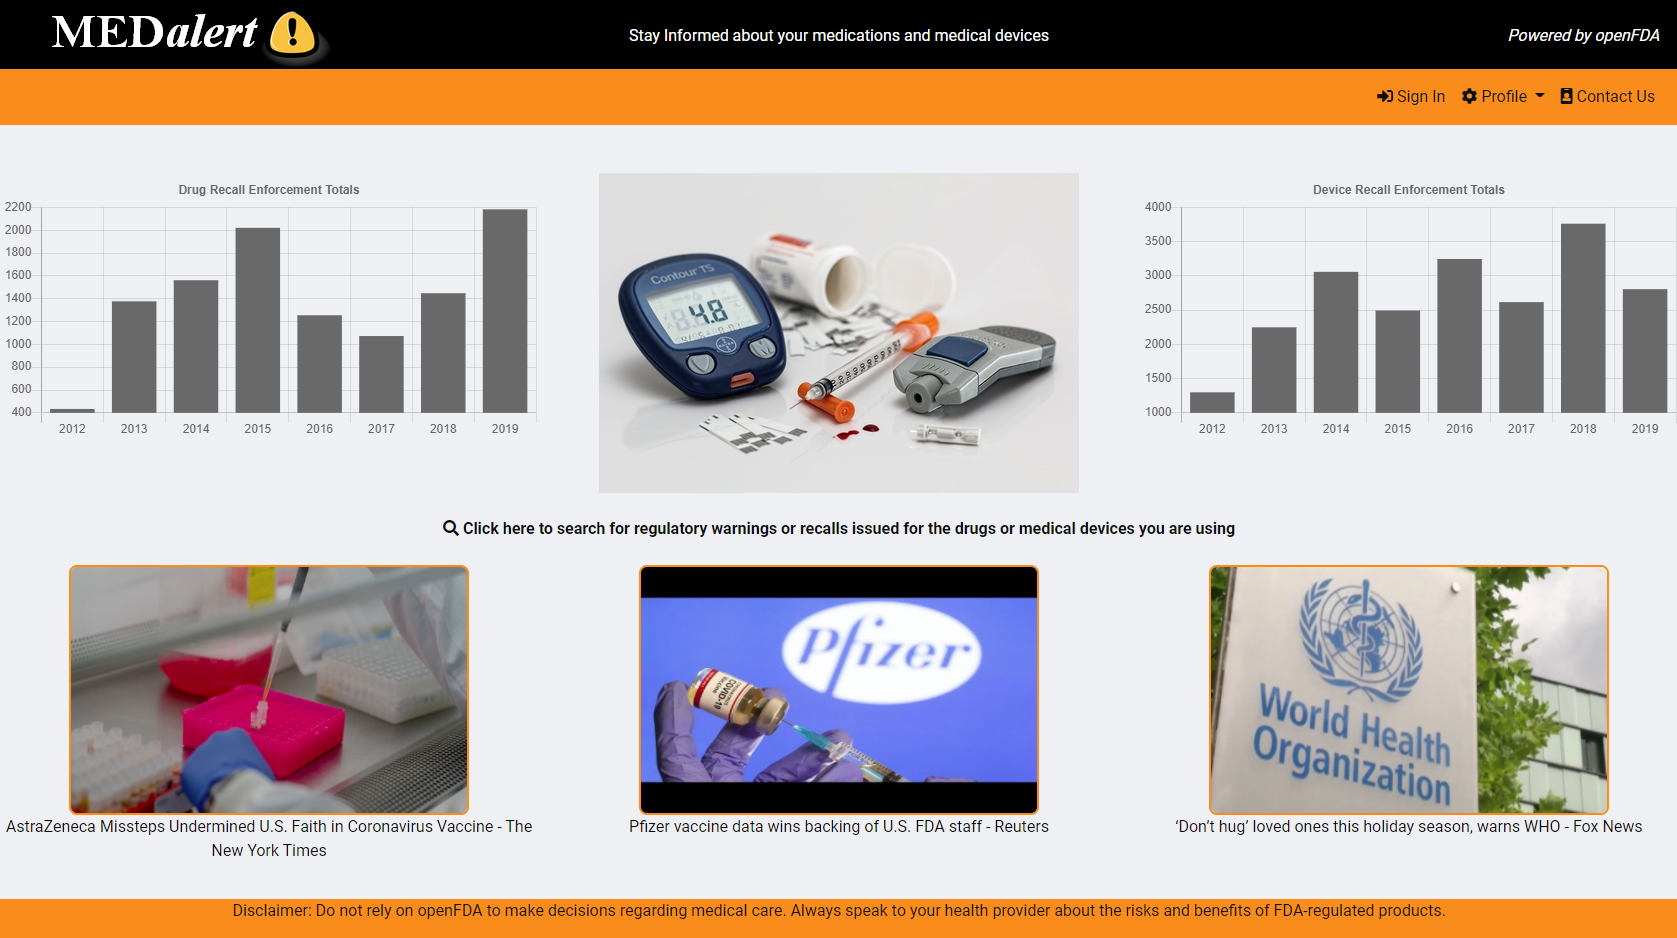 MEDalert
Stay Informed about your medications and medical devices
Powered by openFDA
Sign In
Profile
Contact Us
Drug Recall Enforcement Totals
2200
2000
1800
1600
1400
1200
1000
800
600
400
2012 2013 2014 2015 2016 2017 2018 2019
Contour TS
4.8
BAYER
M
Device Recall Enforcement Totals
4000
3500
3000
2500
2000
1500
1000
2012 2013 2014 2015 2016 2017 2018 2019
Click here to search for regulatory warnings or recalls issued for the drugs or medical devices you are using
Pfizer
COVID-19
World Health
Organization
AstraZeneca Missteps Undermined U.S. Faith in Coronavirus Vaccine - The
New York Times
Pfizer vaccine data wins backing of U.S. FDA staff - Reuters
‘Don’t hug’ loved ones this holiday season, warns WHO - Fox News
Disclaimer: Do not rely on openFDA to make decisions regarding medical care. Always speak to your health provider about the risks and benefits of FDA-regulated products.